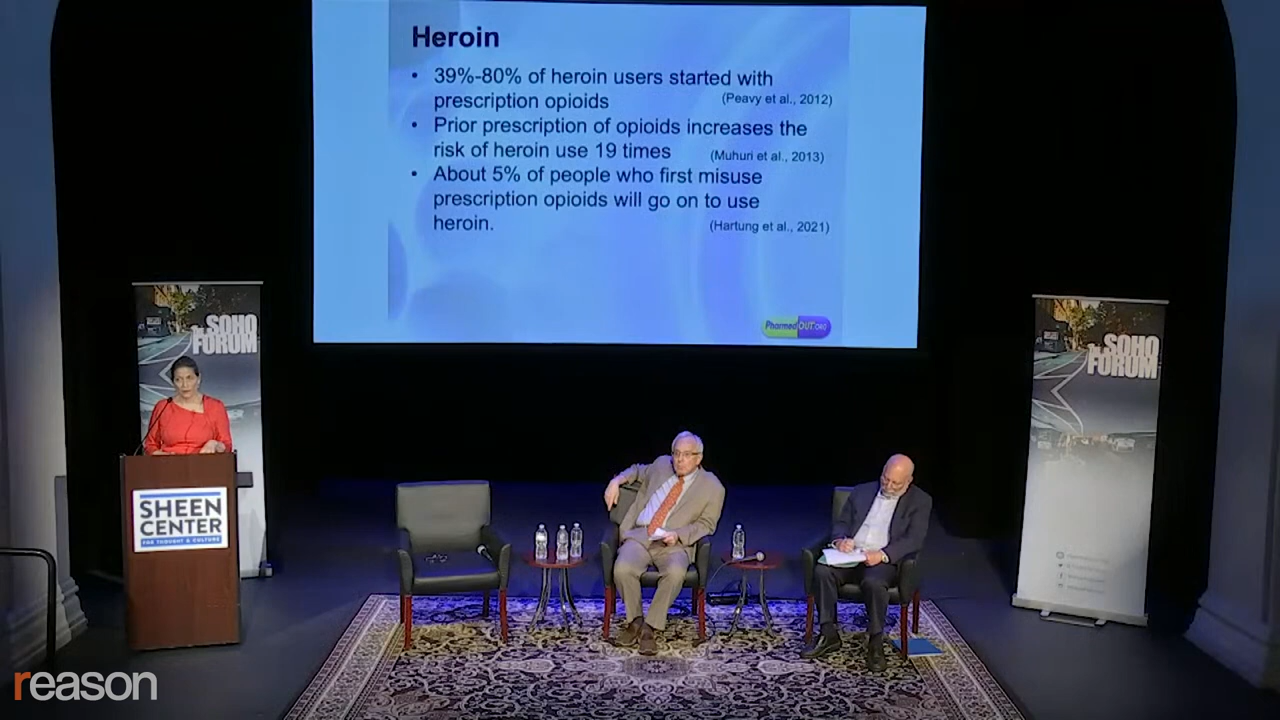 Heroin
• 39%-80% of heroin users started with
prescription opioids (Peavy et al., 2012)
• Prior prescription of opioids increases the
risk of heroin use 19 times (Muhuri et al., 2013)
• About 5% of people who first misuse
prescription opioids will go on to use
heroin. (Hartung et al., 2021)
PharmedOUT.ORG
SOHO
FORUM
SOHO
FORUM
SHEEN
CENTER
FOR THOUGHT & CULTURE
reason